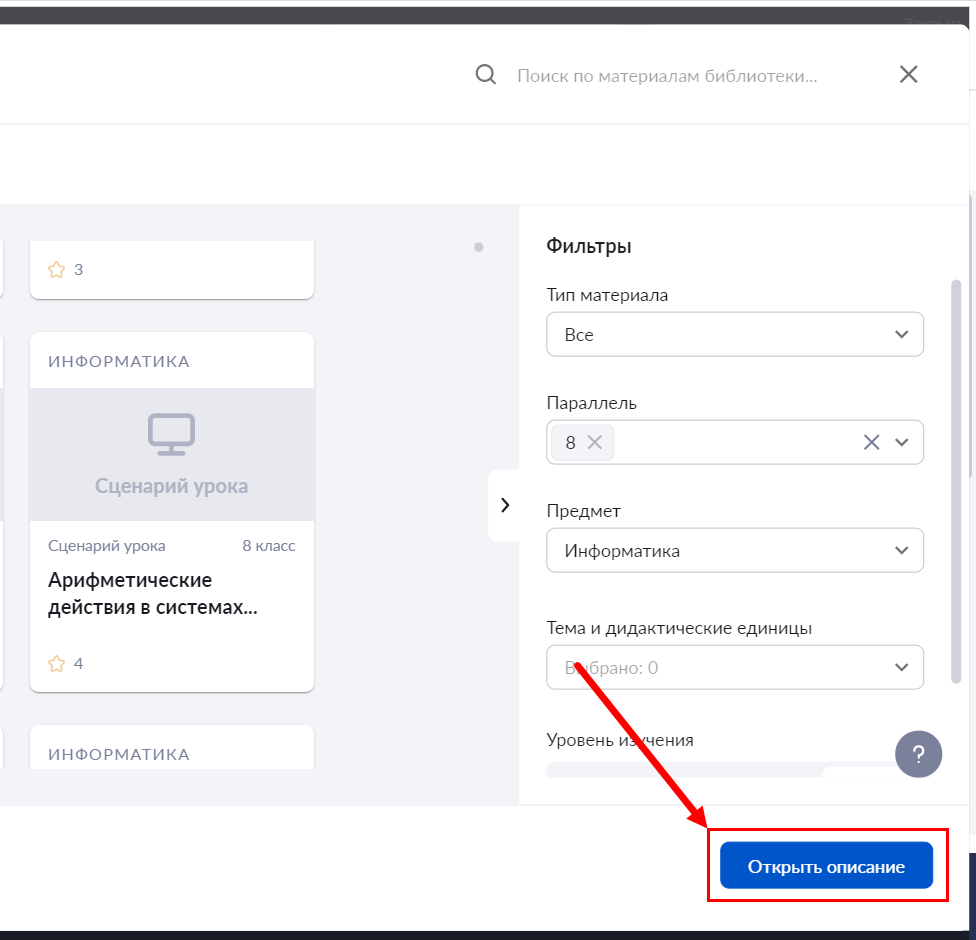 Поиск по материалам библиотеки...
3
ИНФОРМАТИКА
Сценарий урока
Сценарий урока 8 класс
Арифметические
действия в системах...
4
ИНФОРМАТИКА
Фильтры
Тип материала
Все
Параллель
8
Предмет
Информатика
Тема и дидактические единицы
Выбрано: 0
Уровень изучения
?
Открыть описание